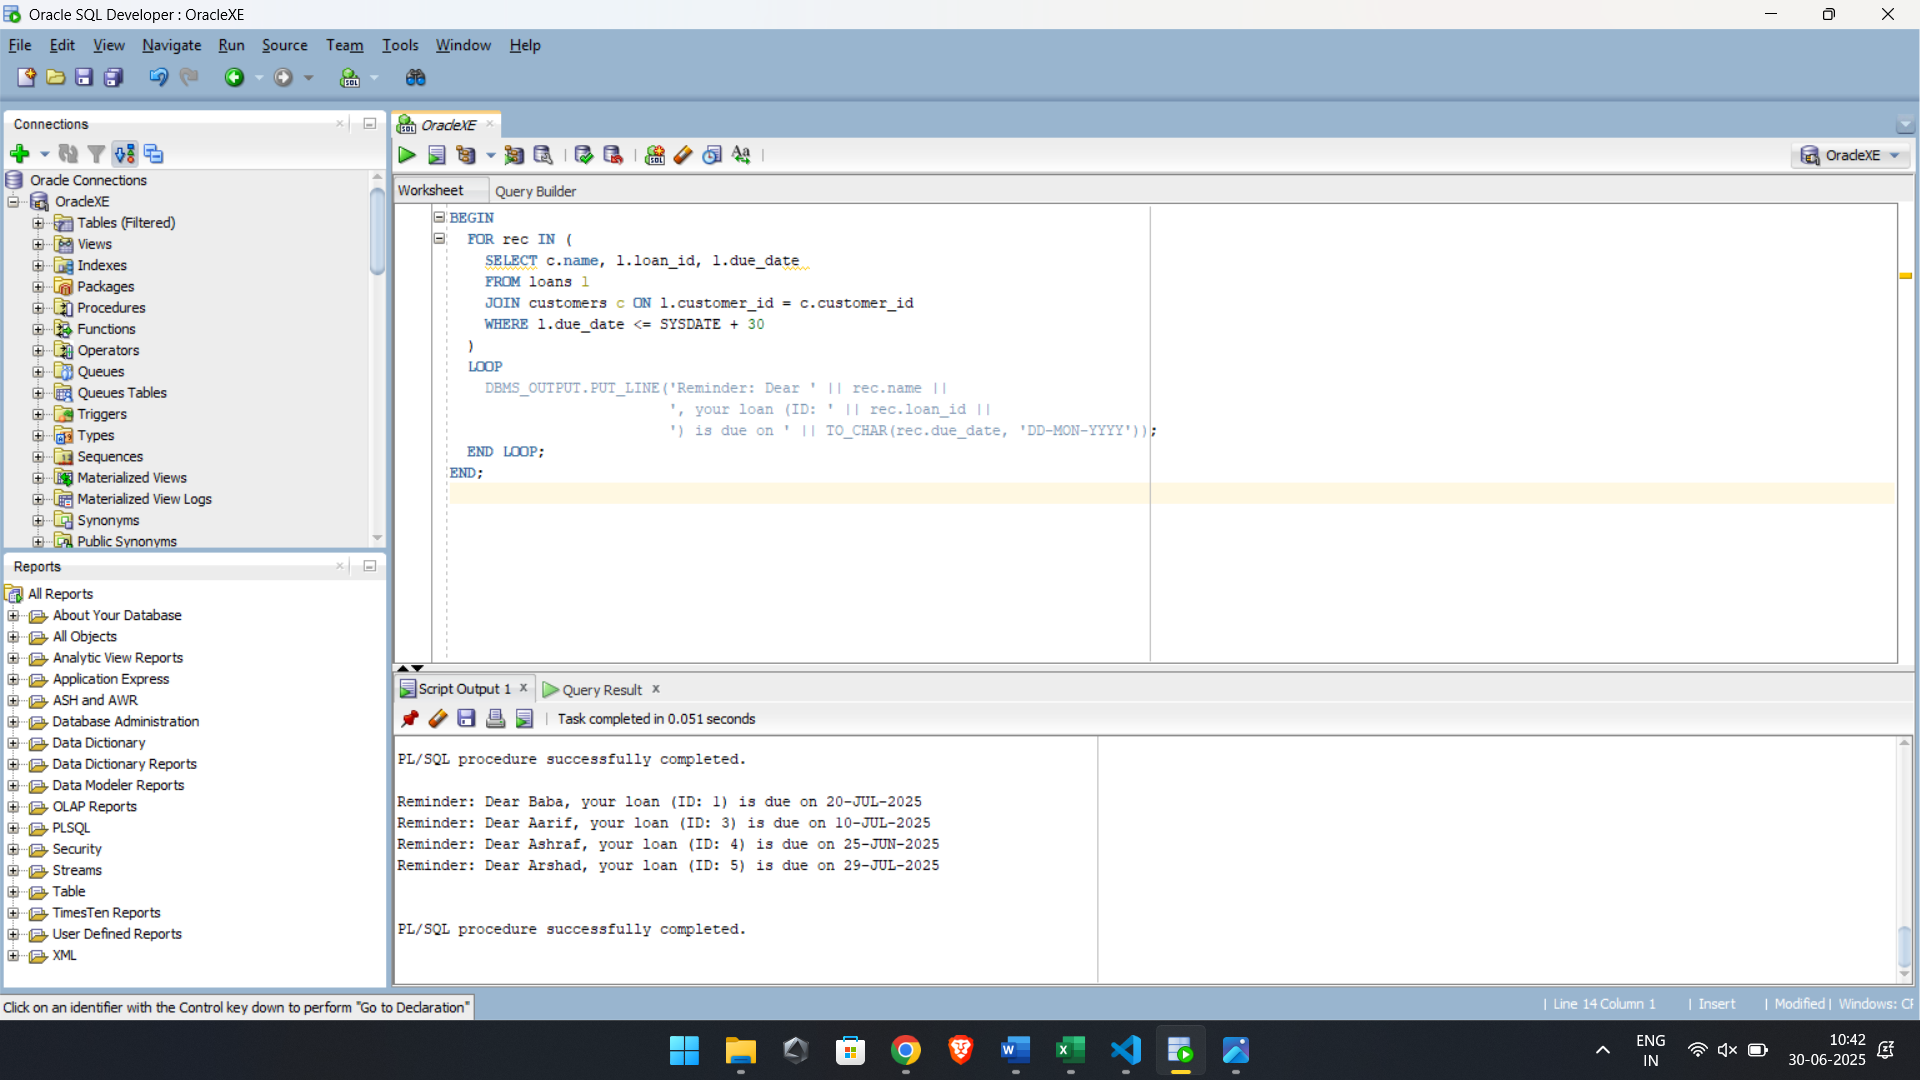 Oracle SQL Developer : OracleXE
File Edit View Navigate Run Source Team Tools Window Help
Connections
Oracle Connections
OracleXE
Tables (Filtered)
Views
Indexes
Packages
Procedures
Functions
Operators
Queues
Queues Tables
Triggers
Types
Sequences
Materialized Views
Materialized View Logs
Synonyms
Public Synonyms
Reports
All Reports
About Your Database
All Objects
Analytic View Reports
Application Express
ASH and AWR
Database Administration
Data Dictionary
Data Dictionary Reports
Data Modeler Reports
OLAP Reports
PLSQL
Security
Streams
Table
TimesTen Reports
User Defined Reports
XML
OracleXE
OracleXE
Worksheet Query Builder
BEGIN
FOR rec IN (
SELECT c.name, l.loan_id, l.due_date
FROM loans l
JOIN customers c ON l.customer_id = c.customer_id
WHERE l.due_date <= SYSDATE + 30
)
LOOP
DBMS_OUTPUT.PUT_LINE('Reminder: Dear ' || rec.name ||
', your loan (ID: ' || rec.loan_id ||
') is due on ' || TO_CHAR(rec.due_date, 'DD-MON-YYYY'));
END LOOP;
END;
Script Output 1 Query Result
Task completed in 0.051 seconds
PL/SQL procedure successfully completed.
Reminder: Dear Baba, your loan (ID: 1) is due on 20-JUL-2025
Reminder: Dear Aarif, your loan (ID: 3) is due on 10-JUL-2025
Reminder: Dear Ashraf, your loan (ID: 4) is due on 25-JUN-2025
Reminder: Dear Arshad, your loan (ID: 5) is due on 29-JUL-2025
PL/SQL procedure successfully completed.
Click on an identifier with the Control key down to perform "Go to Declaration"
| Line 14 Column 1 | Insert | Modified | Windows: CF
ENG
IN
10:42
30-06-2025